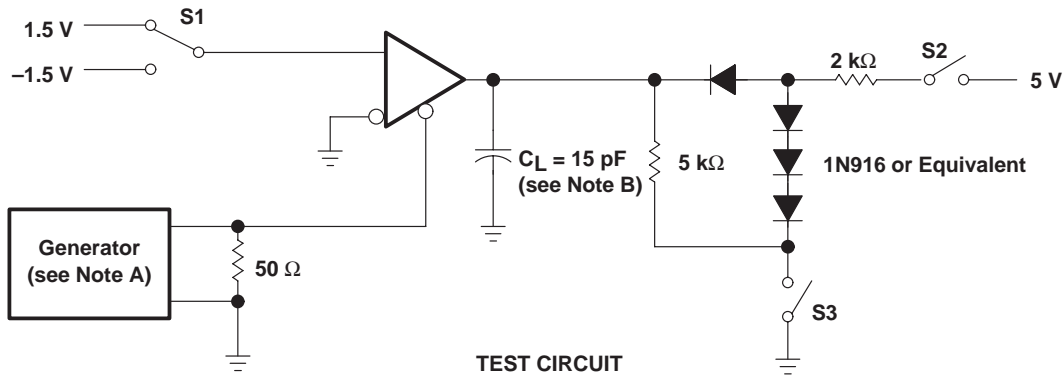 1.5 V
S1
–1.5 V
2 kΩ
S2
5 V
CL = 15 pF
(see Note B)
5 kΩ
1N916 or Equivalent
Generator
(see Note A)
50 Ω
S3
TEST CIRCUIT